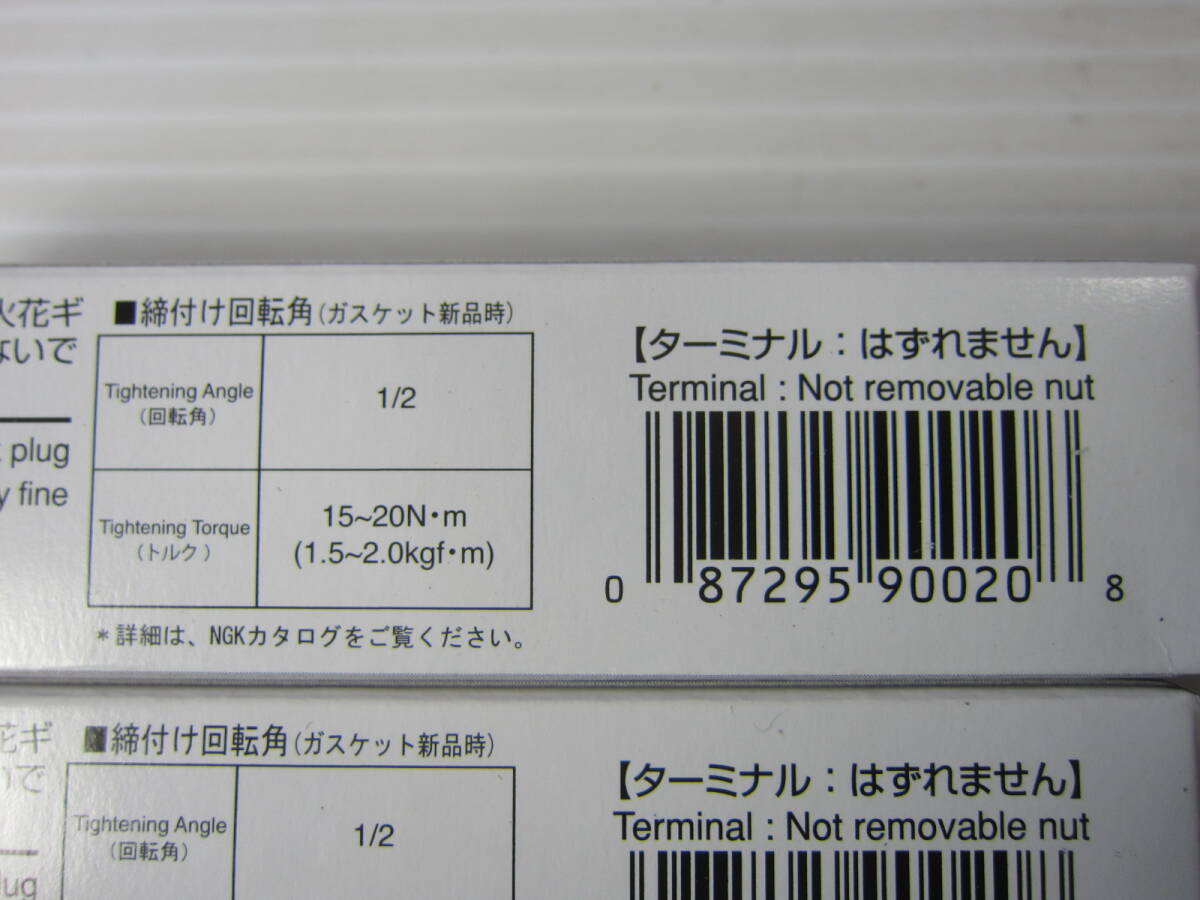 火花ギ
ないで
plug
y fine
■締付け回転角(ガスケット新品時)
Tightening Angle
(回転角)
1/2
Tightening Torque
(トルク)
15~20N・m
(1.5~2.0kgf・m)
*詳細は、NGKカタログをご覧ください。
【ターミナル：はずれません】
Terminal : Not removable nut
0 87295 90020 8
花ギ
いで
lug
■締付け回転角(ガスケット新品時)
Tightening Angle
(回転角)
1/2
【ターミナル：はずれません】
Terminal : Not removable nut